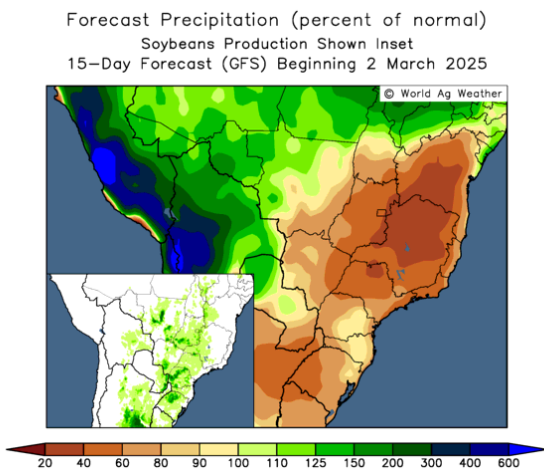 Forecast Precipitation (percent of normal)
Soybeans Production Shown Inset
15-Day Forecast (GFS) Beginning 2 March 2025
© World Ag Weather
20 40 60 80 90 100 110 125 150 200 300 400 600